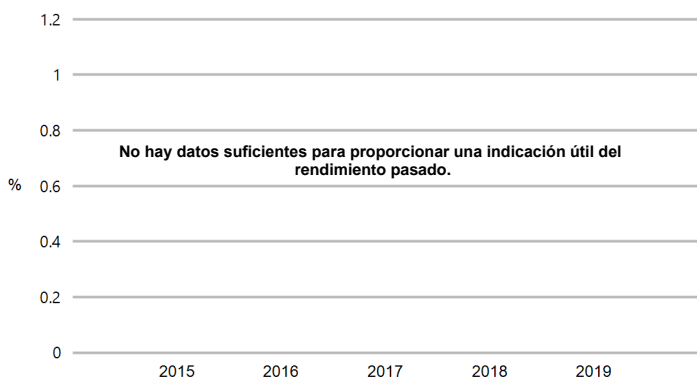 1.2
1
0.8
No hay datos suficientes para proporcionar una indicación útil del
rendimiento pasado.
%
0.6
0.4
0.2
0
2015 2016 2017 2018 2019